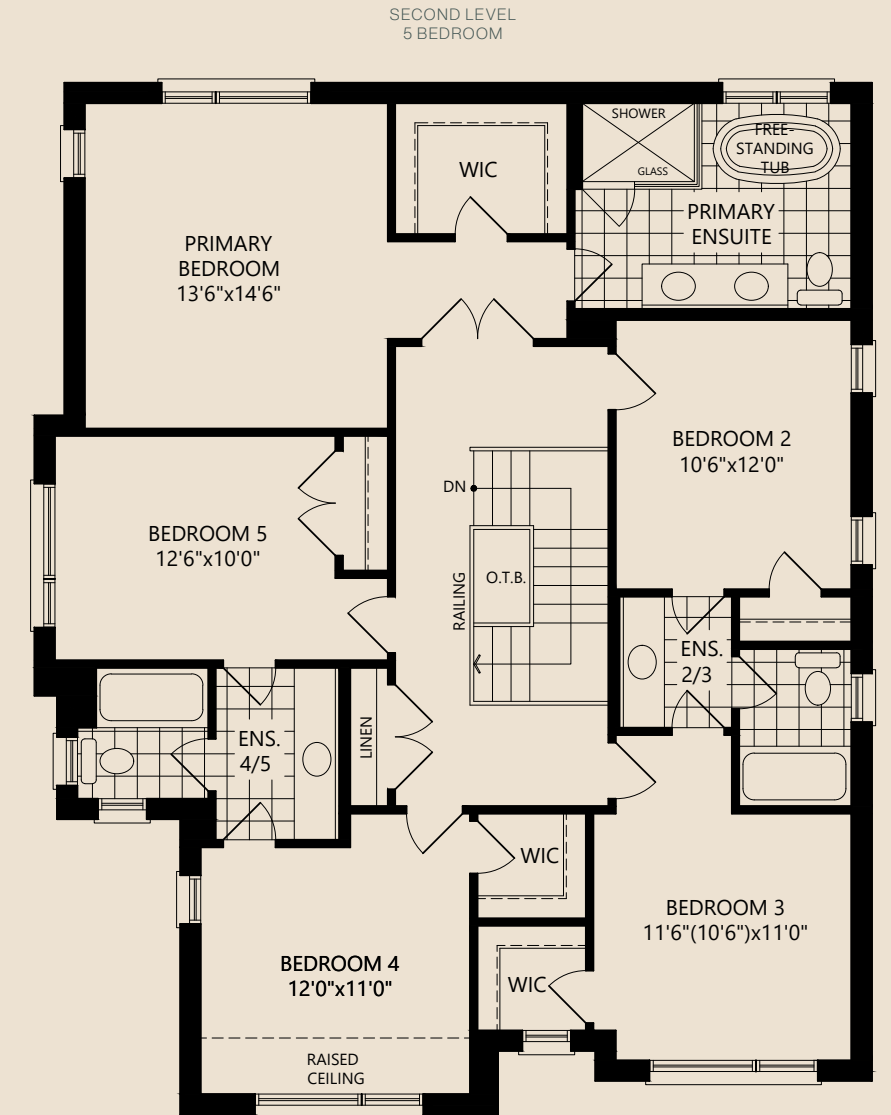 SECOND LEVEL
5 BEDROOM
SHOWER
GLASS
FREE-
STANDING
TUB
WIC
PRIMARY
ENSUITE
PRIMARY
BEDROOM
13'6"x14'6"
BEDROOM 2
10'6"x12'0"
DN
BEDROOM 5
12'6"x10'0"
O.T.B.
RAILING
ENS.
2/3
LINEN
ENS.
4/5
WIC
BEDROOM 3
11'6"(10'6")x11'0"
BEDROOM 4
12'0"x11'0"
WIC
RAISED
CEILING